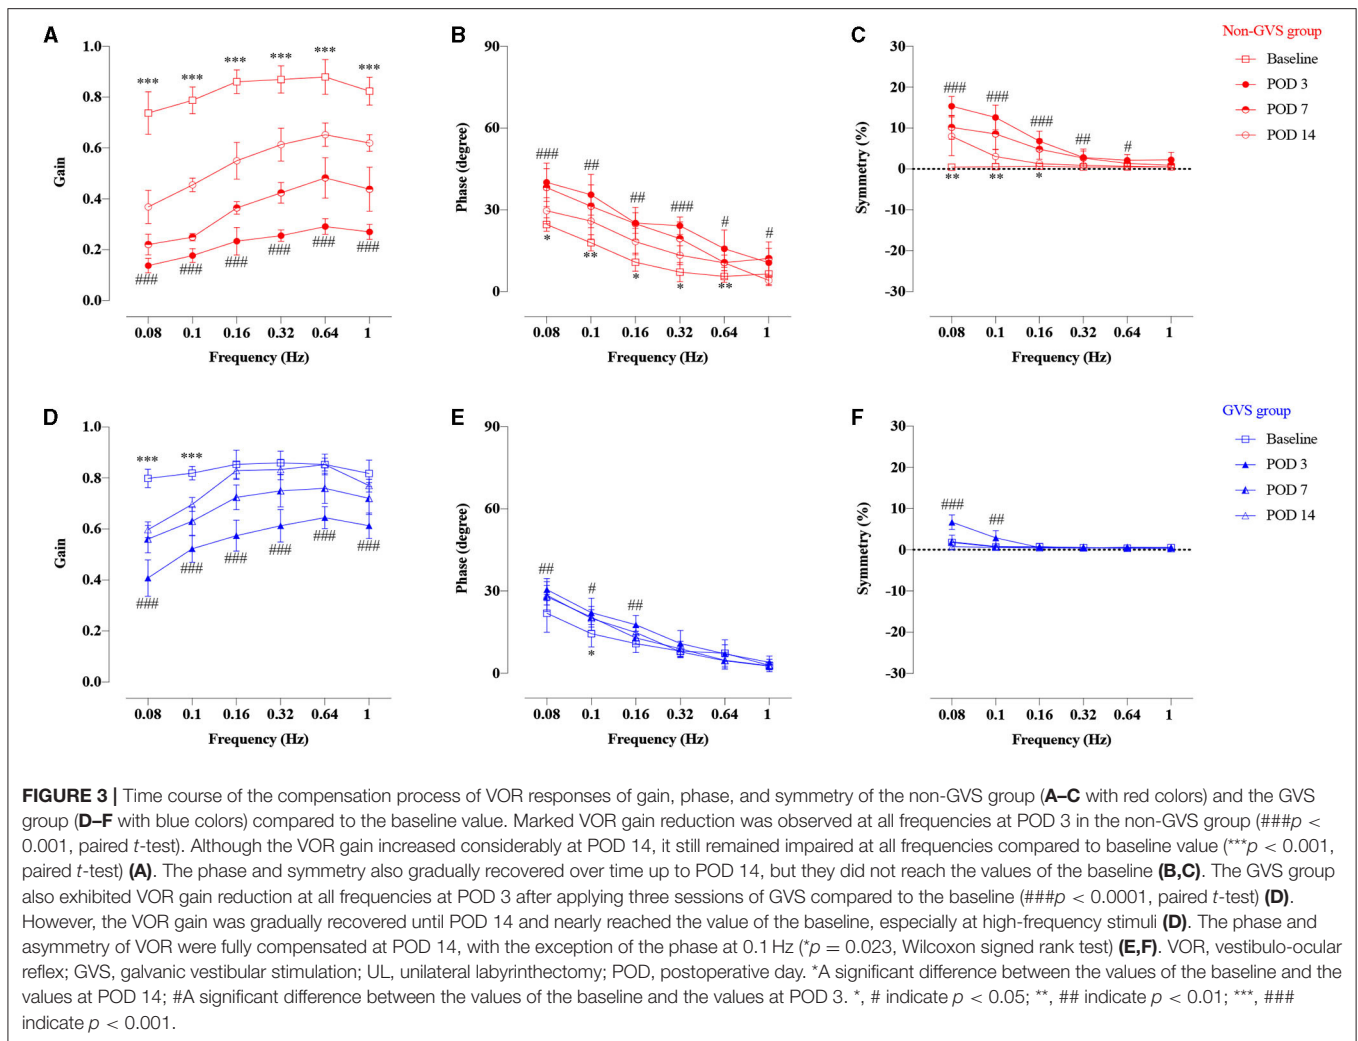 A
B
C
Non-GVS group
Baseline
POD 3
POD 7
POD 14
1.0
0.8
0.6
0.4
0.2
0.0
Gain
*** *** *** *** *** ***
### ### ### ### ### ###
0.08 0.1 0.16 0.32 0.64 1
Frequency (Hz)
90
60
30
0
Phase (degree)
### ## ## ### # #
* ** * * **
0.08 0.1 0.16 0.32 0.64 1
Frequency (Hz)
30
20
10
0
-10
-20
-30
Symmetry (%)
### ### ### ## #
** ** *
0.08 0.1 0.16 0.32 0.64 1
Frequency (Hz)
D
E
F
GVS group
Baseline
POD 3
POD 7
POD 14
1.0
0.8
0.6
0.4
0.2
0.0
Gain
*** ***
### ### ### ### ### ###
0.08 0.1 0.16 0.32 0.64 1
Frequency (Hz)
90
60
30
0
Phase (degree)
## # ##
*
0.08 0.1 0.16 0.32 0.64 1
Frequency (Hz)
30
20
10
0
-10
-20
-30
Symmetry (%)
### ##
0.08 0.1 0.16 0.32 0.64 1
Frequency (Hz)
FIGURE 3 | Time course of the compensation process of VOR responses of gain, phase, and symmetry of the non-GVS group (A–C with red colors) and the GVS
group (D–F with blue colors) compared to the baseline value. Marked VOR gain reduction was observed at all frequencies at POD 3 in the non-GVS group (###p <
0.001, paired t-test). Although the VOR gain increased considerably at POD 14, it still remained impaired at all frequencies compared to baseline value (***p < 0.001,
paired t-test) (A). The phase and symmetry also gradually recovered over time up to POD 14, but they did not reach the values of the baseline (B,C). The GVS group
also exhibited VOR gain reduction at all frequencies at POD 3 after applying three sessions of GVS compared to the baseline (###p < 0.0001, paired t-test) (D).
However, the VOR gain was gradually recovered until POD 14 and nearly reached the value of the baseline, especially at high-frequency stimuli (D). The phase and
asymmetry of VOR were fully compensated at POD 14, with the exception of the phase at 0.1 Hz (*p = 0.023, Wilcoxon signed rank test) (E,F). VOR, vestibulo-ocular
reflex; GVS, galvanic vestibular stimulation; UL, unilateral labyrinthectomy; POD, postoperative day. *A significant difference between the values of the baseline and the
values at POD 14; #A significant difference between the values of the baseline and the values at POD 3. *, # indicate p < 0.05; **, ## indicate p < 0.01; ***, ###
indicate p < 0.001.